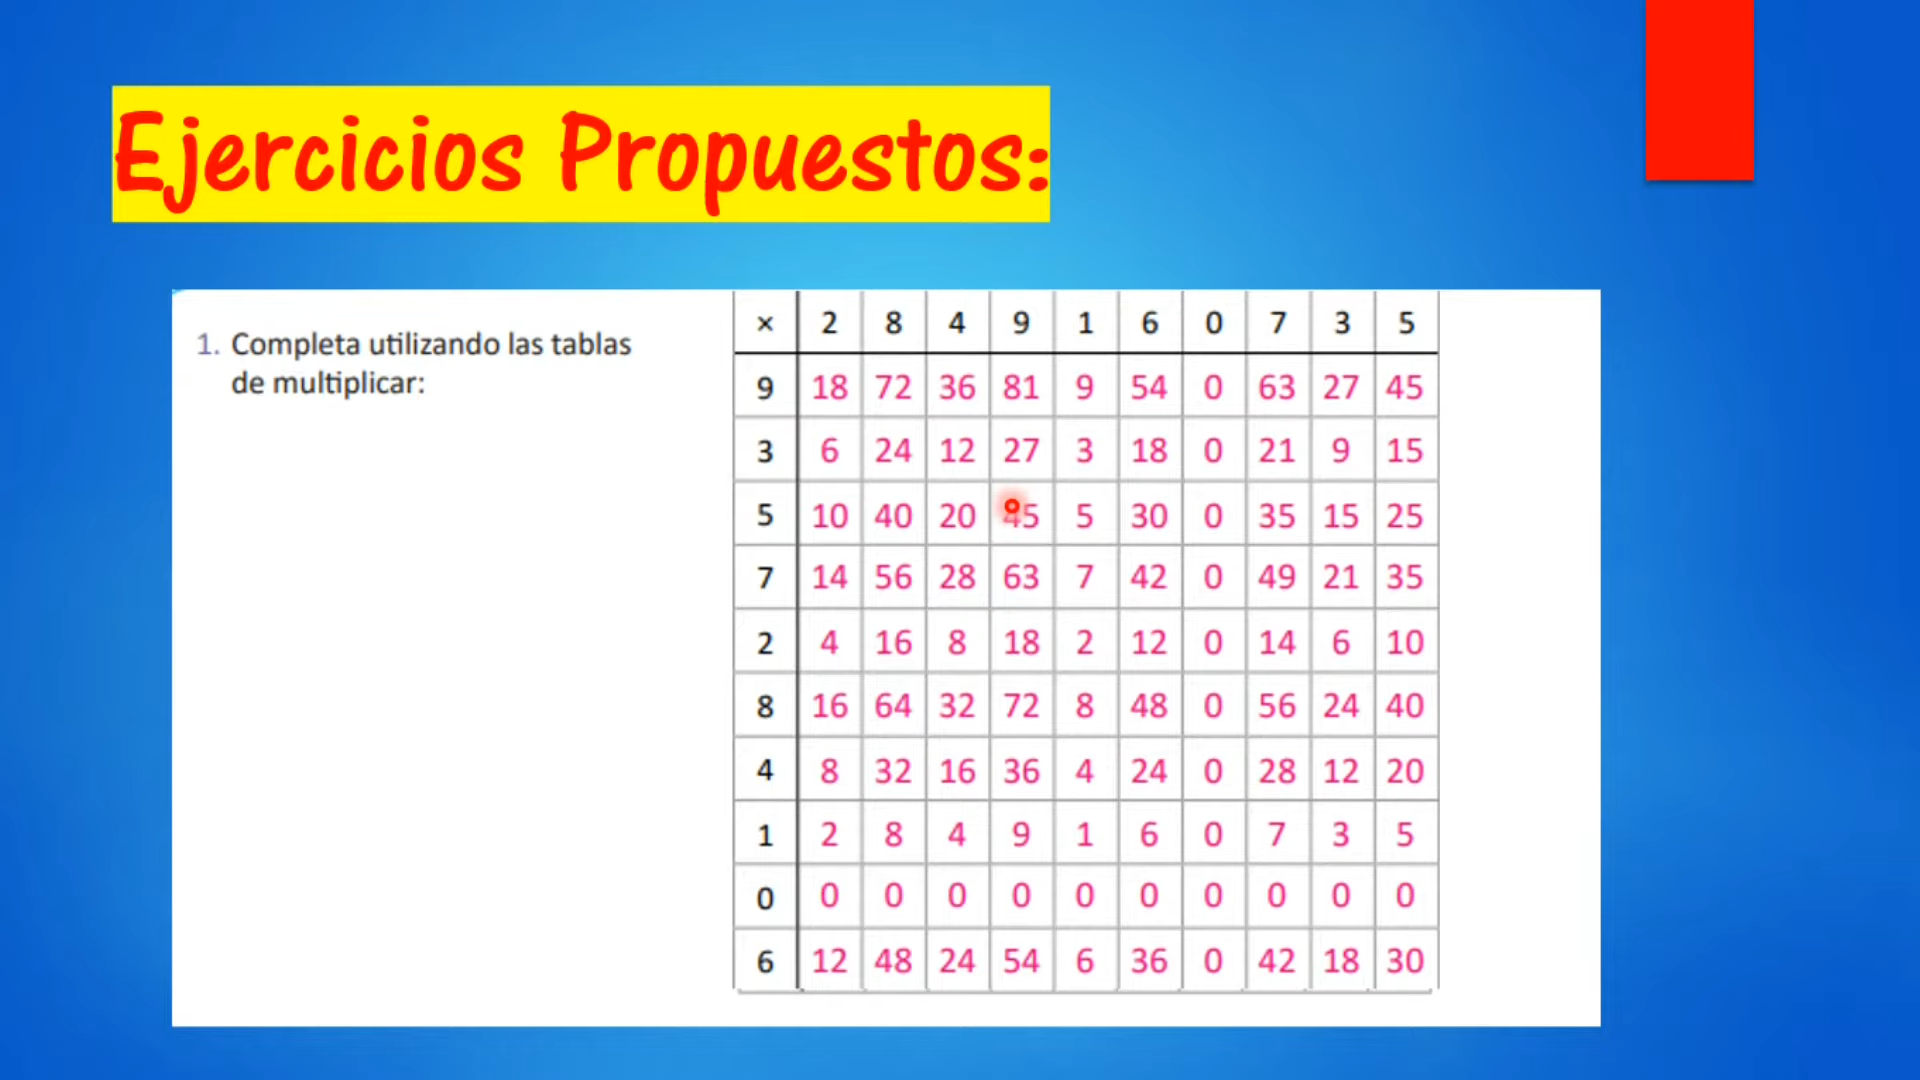 Ejercicios Propuestos:
1. Completa utilizando las tablas
de multiplicar:
× 2 8 4 9 1 6 0 7 3 5
9 18 72 36 81 9 54 0 63 27 45
3 6 24 12 27 3 18 0 21 9 15
5 10 40 20 45 5 30 0 35 15 25
7 14 56 28 63 7 42 0 49 21 35
2 4 16 8 18 2 12 0 14 6 10
8 16 64 32 72 8 48 0 56 24 40
4 8 32 16 36 4 24 0 28 12 20
1 2 8 4 9 1 6 0 7 3 5
0 0 0 0 0 0 0 0 0 0 0
6 12 48 24 54 6 36 0 42 18 30